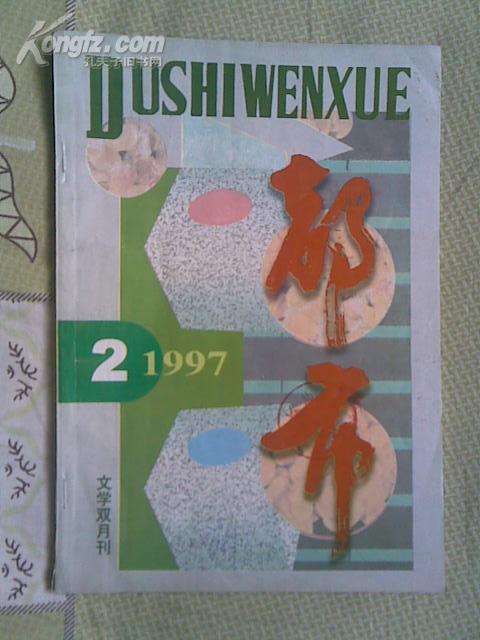 Kongfz.com
孔夫子旧书网
DUSHIWENXUE
都市
2 1997
文学双月刊